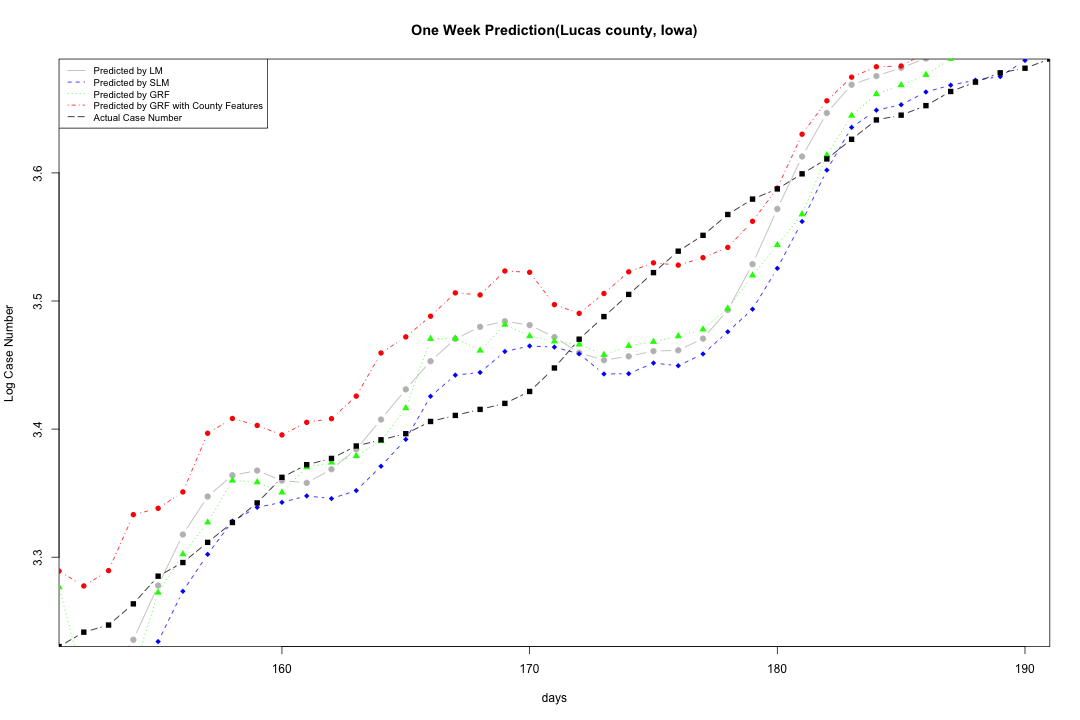 One Week Prediction(Lucas county, Iowa)
Predicted by LM
Predicted by SLM
Predicted by GRF
Predicted by GRF with County Features
Actual Case Number
Log Case Number
3.6
3.5
3.4
3.3
160
170
180
190
days